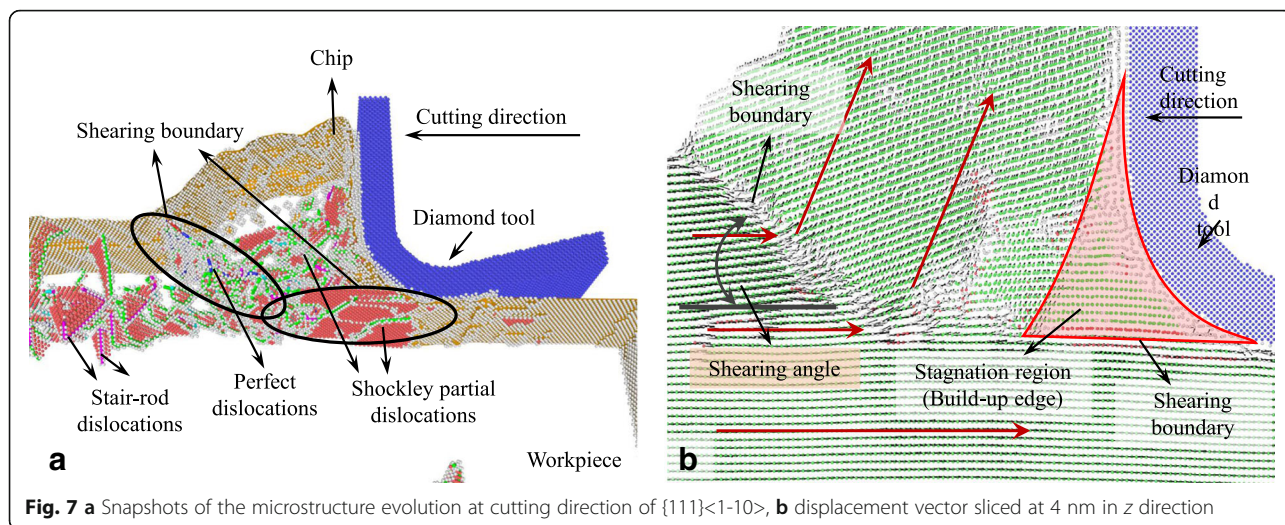 Chip
Shearing boundary
Cutting direction
Diamond tool
Stair-rod
dislocations
Perfect
dislocations
Shockley partial
dislocations
Workpiece
a
Shearing
boundary
Cutting
direction
Diamon
d
tool
Shearing angle
Stagnation region
(Build-up edge)
Shearing
boundary
b
Fig. 7 a Snapshots of the microstructure evolution at cutting direction of {111}<1-10>, b displacement vector sliced at 4 nm in z direction